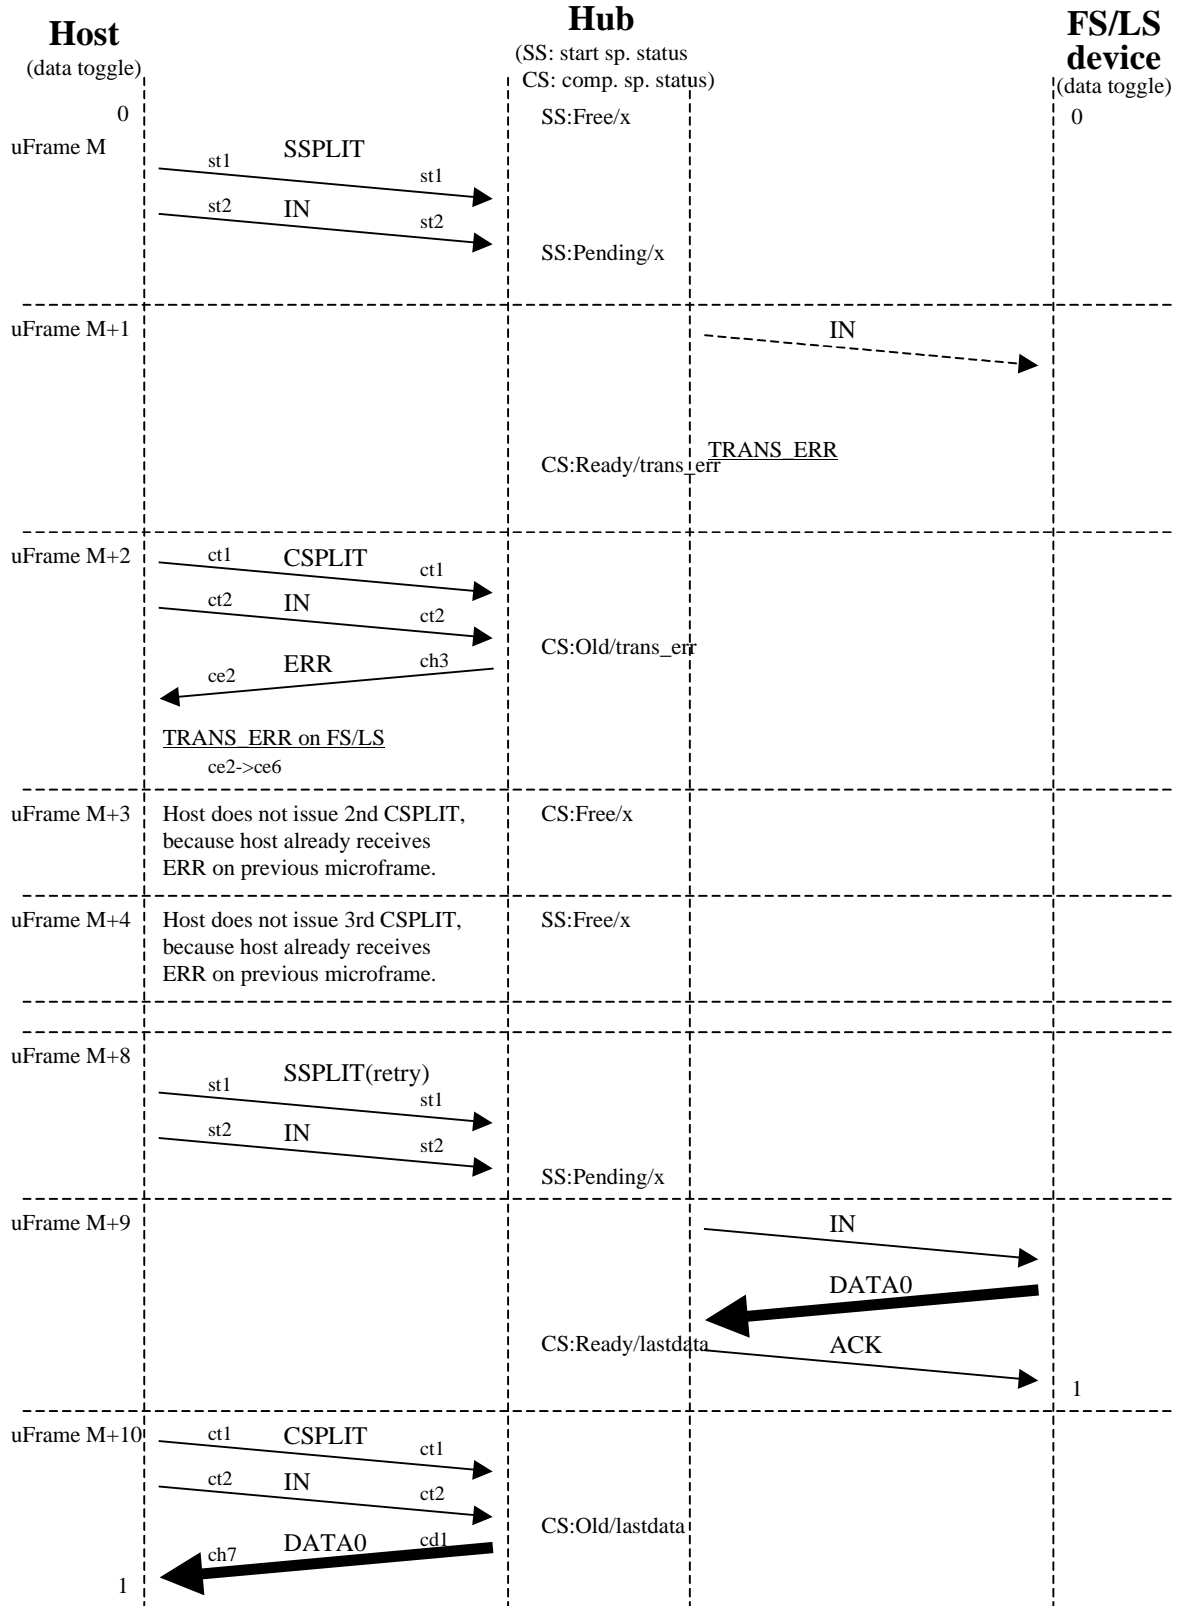 Host
(data toggle)
Hub
(SS: start sp. status
CS: comp. sp. status)
FS/LS
device
(data toggle)
0
SS:Free/x
0
uFrame M
st1
SSPLIT
st1
st2
IN
st2
SS:Pending/x
uFrame M+1
IN
TRANS_ERR
CS:Ready/trans_err
uFrame M+2
ct1
CSPLIT
ct1
ct2
IN
ct2
CS:Old/trans_err
ce2
ERR
ch3
TRANS_ERR on FS/LS
ce2->ce6
uFrame M+3
Host does not issue 2nd CSPLIT,
because host already receives
ERR on previous microframe.
CS:Free/x
uFrame M+4
Host does not issue 3rd CSPLIT,
because host already receives
ERR on previous microframe.
SS:Free/x
uFrame M+8
st1
SSPLIT(retry)
st1
st2
IN
st2
SS:Pending/x
uFrame M+9
IN
DATA0
CS:Ready/lastdata
ACK
1
uFrame M+10
ct1
CSPLIT
ct1
ct2
IN
ct2
CS:Old/lastdata
ch7
DATA0
cd1
1